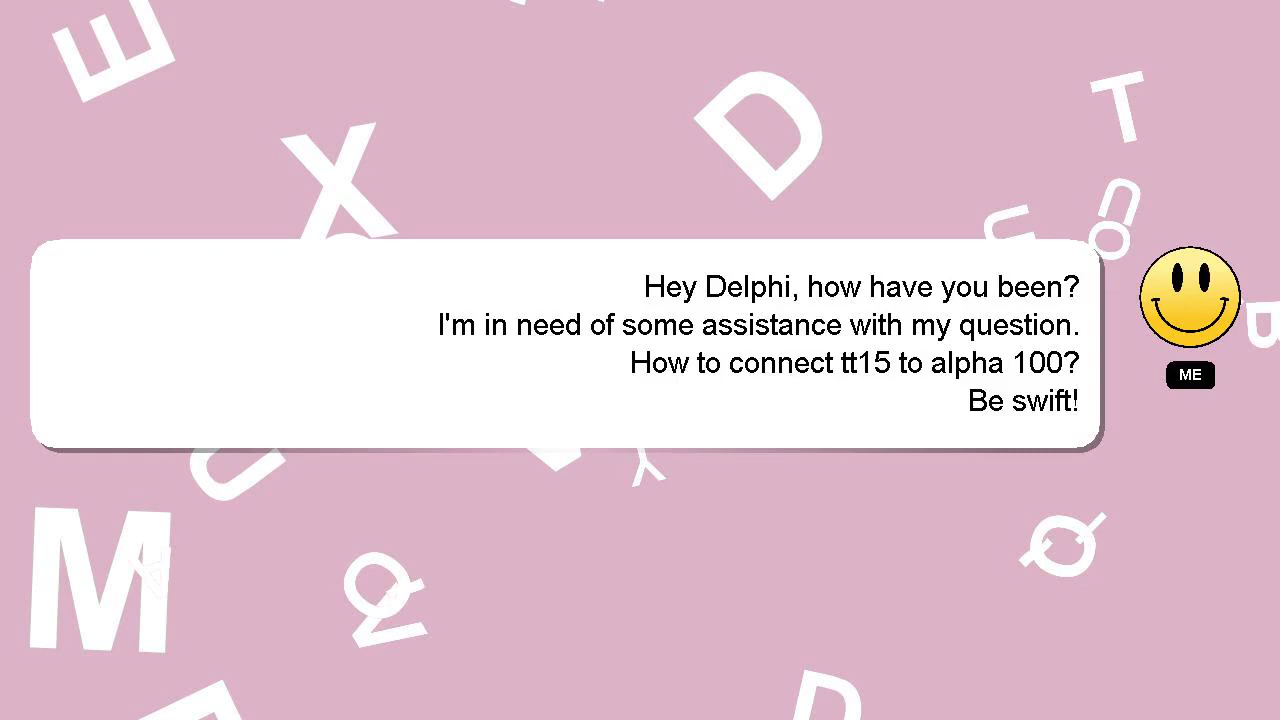 Hey Delphi, how have you been?
I'm in need of some assistance with my question.
How to connect tt15 to alpha 100?
Be swift!
ME